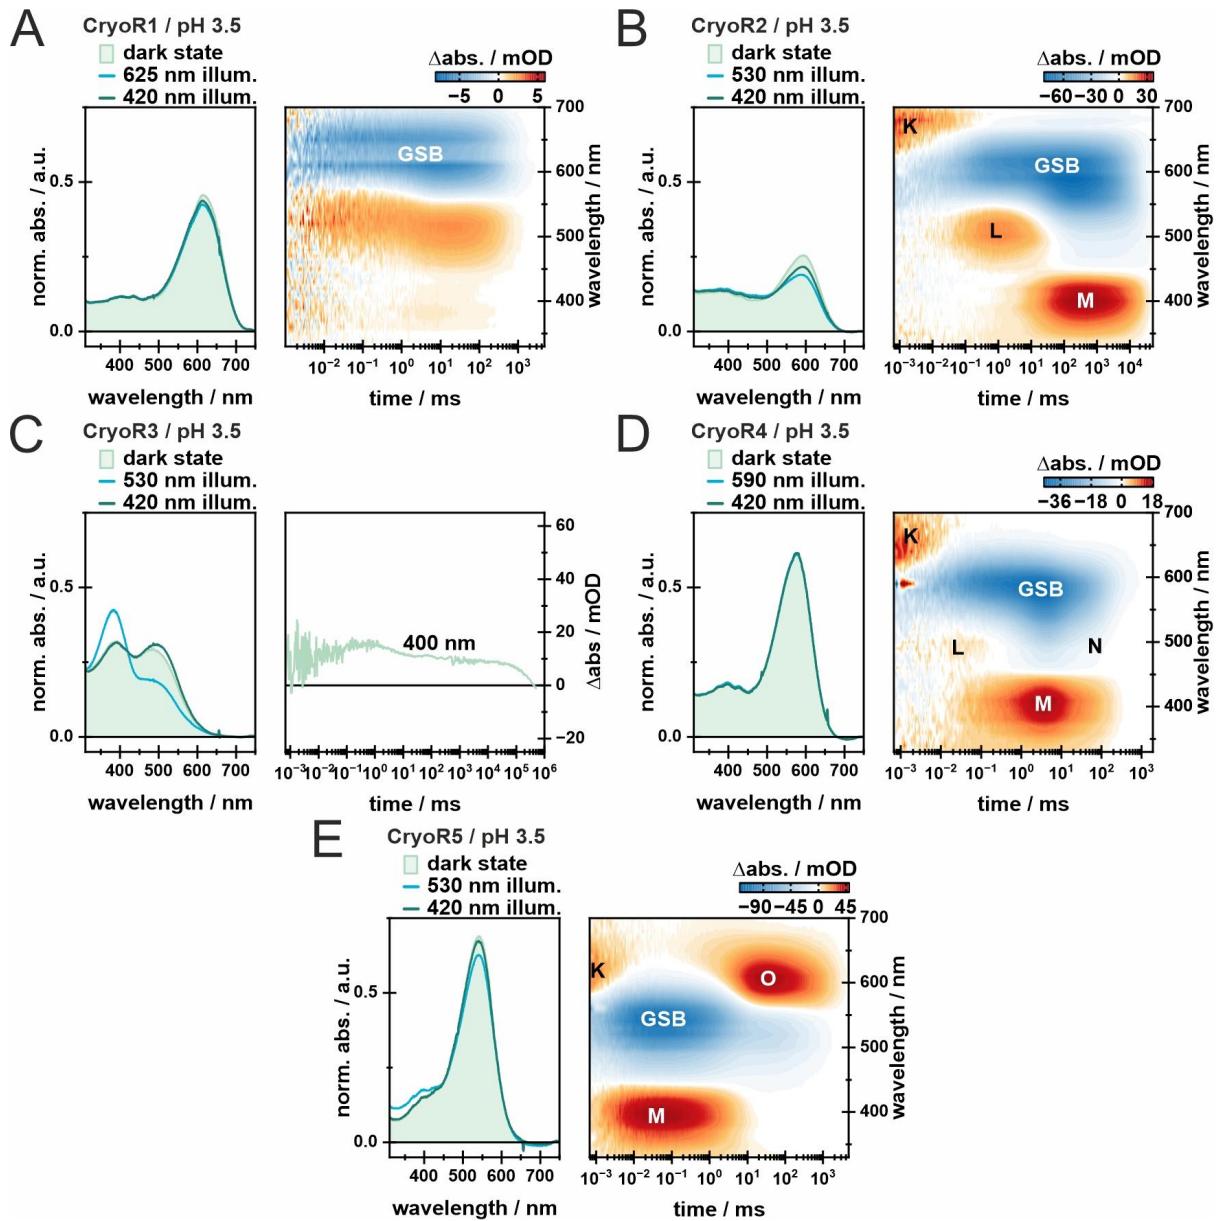 A
CryoR1 / pH 3.5
dark state
625 nm illum.
420 nm illum.
Δabs. / mOD
−5 0 5
norm. abs. / a.u.
0.5
0.0
400 500 600 700
wavelength / nm
GSB
700
600
500
400
wavelength / nm
10⁻² 10⁻¹ 10⁰ 10¹ 10² 10³
time / ms
B
CryoR2 / pH 3.5
dark state
530 nm illum.
420 nm illum.
Δabs. / mOD
−60 −30 0 30
norm. abs. / a.u.
0.5
0.0
400 500 600 700
wavelength / nm
K
GSB
L
M
700
600
500
400
wavelength / nm
10⁻³ 10⁻² 10⁻¹ 10⁰ 10¹ 10² 10³ 10⁴
time / ms
C
CryoR3 / pH 3.5
dark state
530 nm illum.
420 nm illum.
norm. abs. / a.u.
0.5
0.0
400 500 600 700
wavelength / nm
400 nm
60
40
20
0
−20
Δabs / mOD
10⁻³ 10⁻² 10⁻¹ 10⁰ 10¹ 10² 10³ 10⁴ 10⁵ 10⁶
time / ms
D
CryoR4 / pH 3.5
dark state
590 nm illum.
420 nm illum.
Δabs. / mOD
−36 −18 0 18
norm. abs. / a.u.
0.5
0.0
400 500 600 700
wavelength / nm
K
GSB
L
N
M
700
600
500
400
wavelength / nm
10⁻³ 10⁻² 10⁻¹ 10⁰ 10¹ 10² 10³
time / ms
E
CryoR5 / pH 3.5
dark state
530 nm illum.
420 nm illum.
Δabs. / mOD
−90 −45 0 45
norm. abs. / a.u.
0.5
0.0
400 500 600 700
wavelength / nm
K
O
GSB
M
700
600
500
400
wavelength / nm
10⁻³ 10⁻² 10⁻¹ 10⁰ 10¹ 10² 10³
time / ms